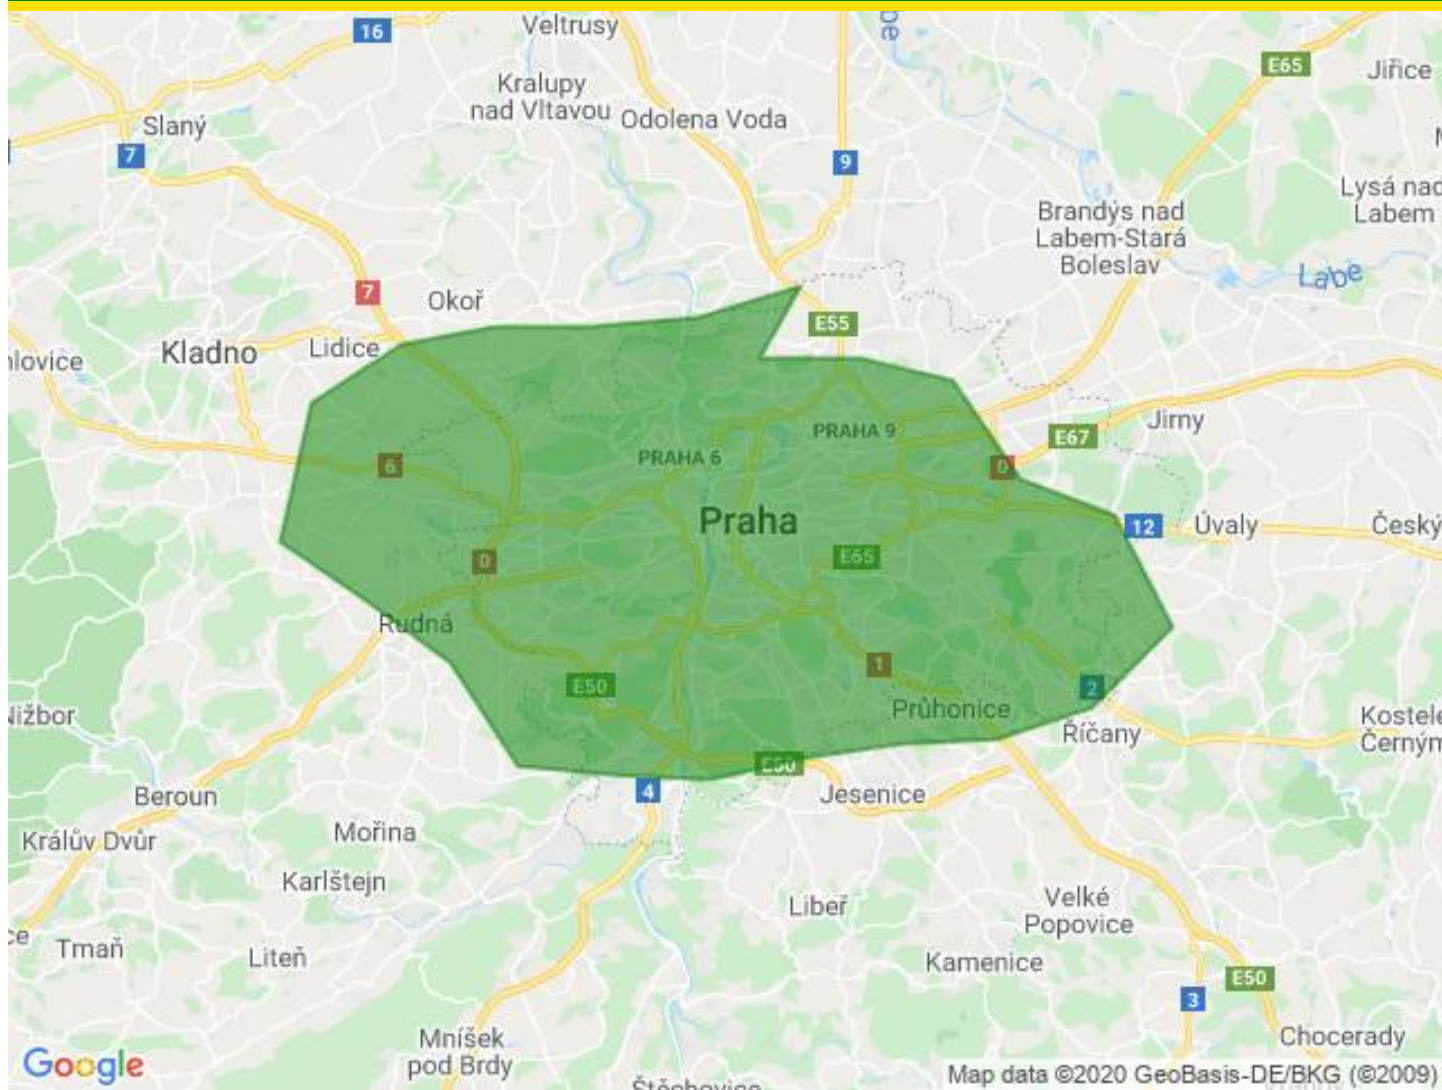 Veltrusy
16
Kralupy
nad Vltavou
E65
Jiřice
Odolena Voda
Slaný
7
9
Lysá nad
Labem
Brandýs nad
Labem-Stará
Boleslav
Labe
7
Okoř
E55
Kladno
Lidice
Jirny
PRAHA 9
E67
PRAHA 6
6
0
Praha
12
Úvaly
Český
E65
0
Rudná
1
E50
2
Průhonice
Říčany
E50
4
Jesenice
Beroun
Mořina
Králův Dvůr
Karlštejn
Libeř
Velké
Popovice
Tmaň
Liteň
Kamenice
E50
3
Mníšek
pod Brdy
Chocerady
Google
Map data ©2020 GeoBasis-DE/BKG (©2009)